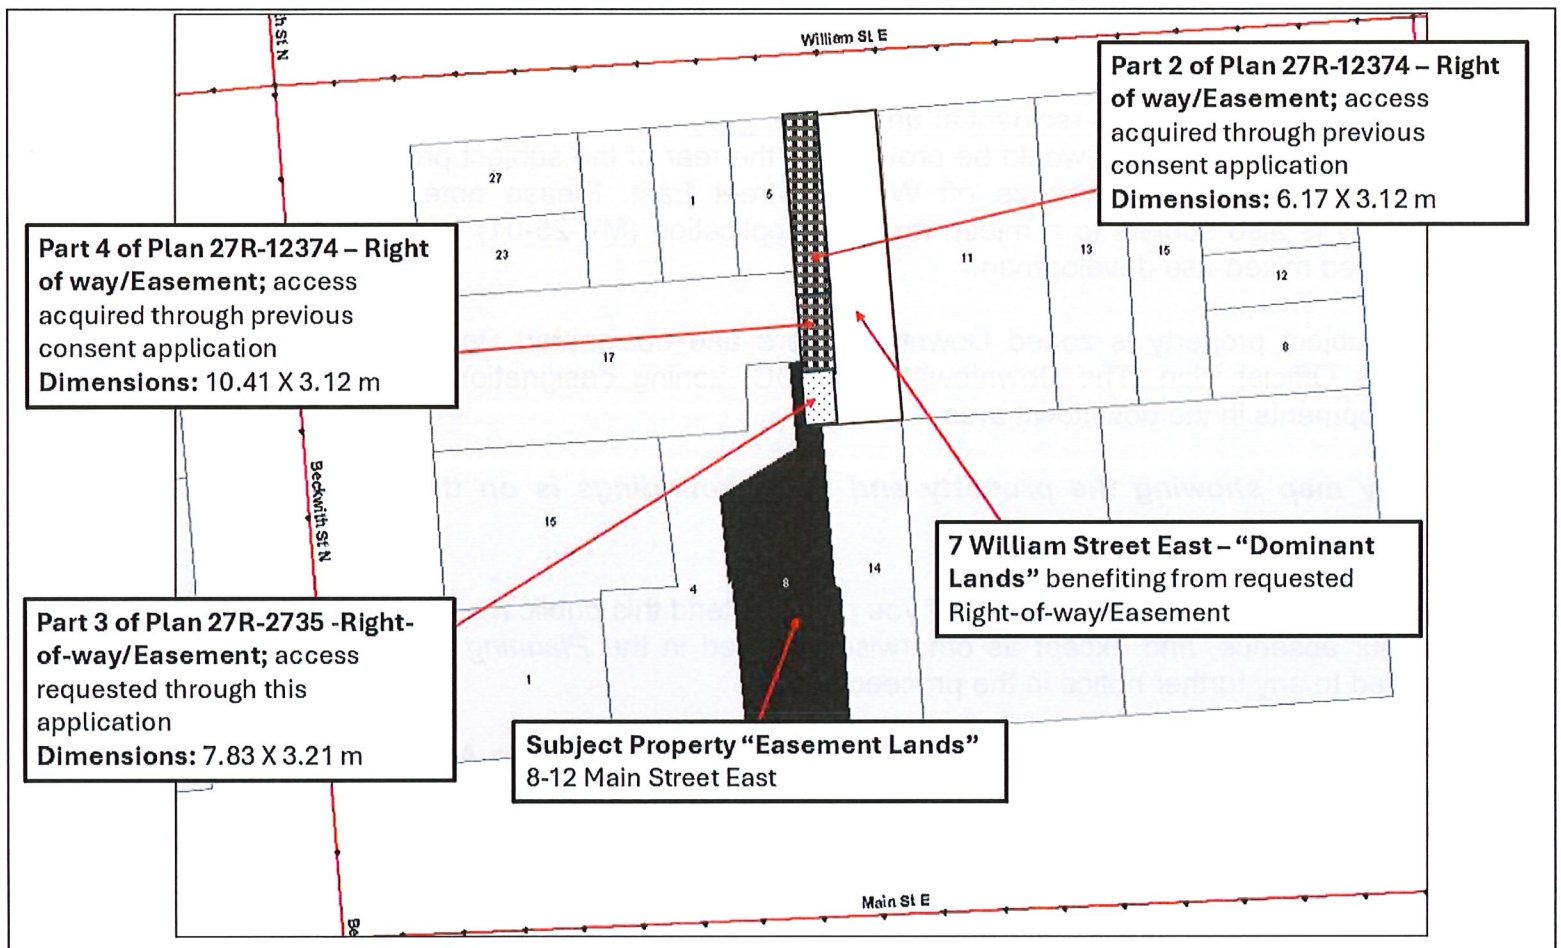 h St N
William St E
Part 2 of Plan 27R-12374 – Right
of way/Easement; access
acquired through previous
consent application
Dimensions: 6.17 X 3.12 m
27
1
5
23
11
13
15
12
8
Part 4 of Plan 27R-12374 – Right
of way/Easement; access
acquired through previous
consent application
Dimensions: 10.41 X 3.12 m
17
Beckwith St N
15
4
8
14
1
7 William Street East – “Dominant
Lands” benefiting from requested
Right-of-way/Easement
Part 3 of Plan 27R-2735 -Right-
of-way/Easement; access
requested through this
application
Dimensions: 7.83 X 3.21 m
Subject Property “Easement Lands”
8-12 Main Street East
Main St E
Be